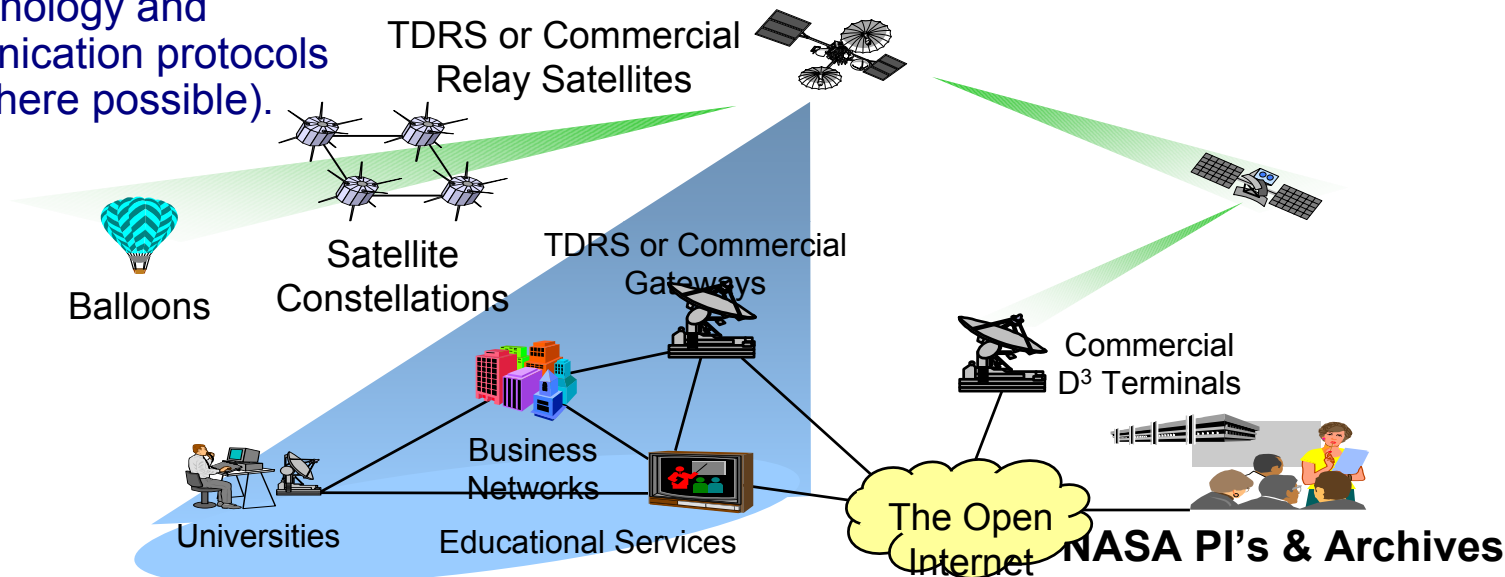 nology and
nication protocols
here possible).
TDRS or Commercial
Relay Satellites
Balloons
Satellite
Constellations
TDRS or Commercial
Gateways
Commercial
D³ Terminals
Business
Networks
Universities
Educational Services
The Open
Internet
NASA PI's & Archives